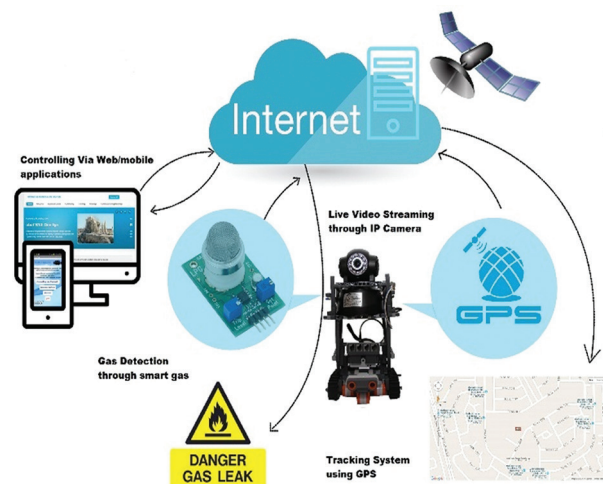 Internet
Controlling Via Web/mobile
applications
Live Video Streaming
through IP Camera
GPS
Gas Detection
through smart gas
DANGER
GAS LEAK
Tracking System
using GPS